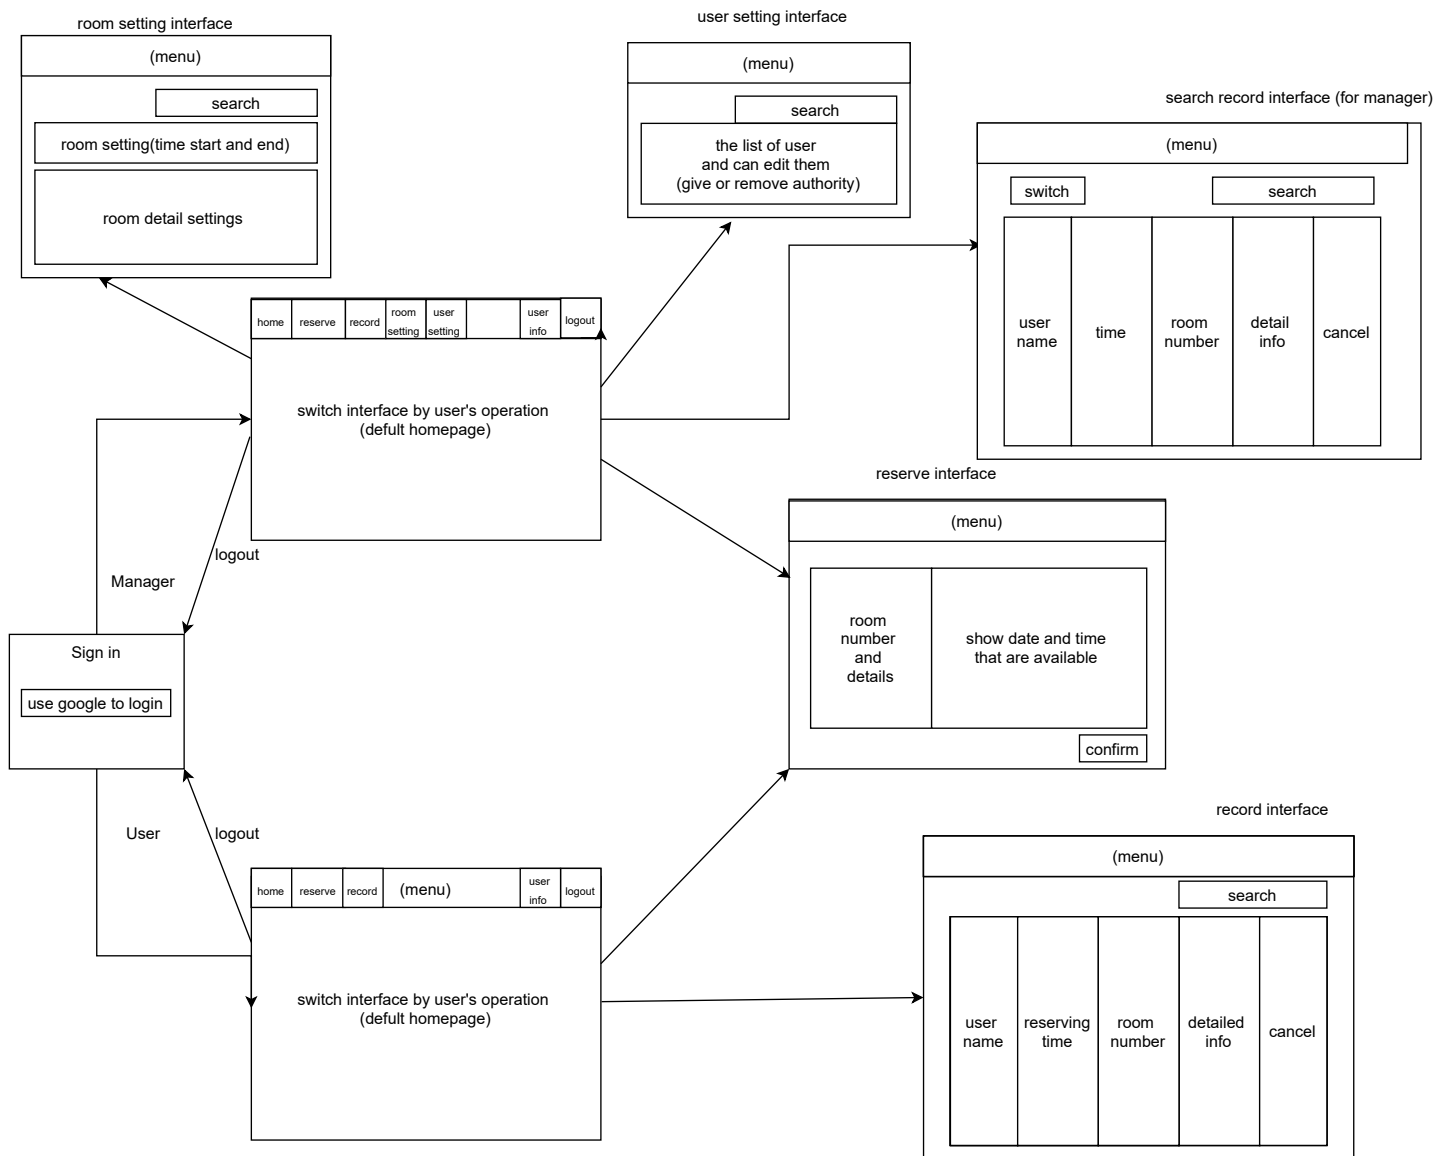 room setting interface
(menu)
search
room setting(time start and end)
room detail settings
user setting interface
(menu)
search
the list of user
and can edit them
(give or remove authority)
search record interface (for manager)
(menu)
switch
search
user
name
time
room
number
detail
info
cancel
home
reserve
record
room
setting
user
setting
user
info
logout
switch interface by user's operation
(defult homepage)
logout
Manager
Sign in
use google to login
User
logout
reserve interface
(menu)
room
number
and
details
show date and time
that are available
confirm
home
reserve
record
(menu)
user
info
logout
switch interface by user's operation
(defult homepage)
record interface
(menu)
search
user
name
reserving
time
room
number
detailed
info
cancel